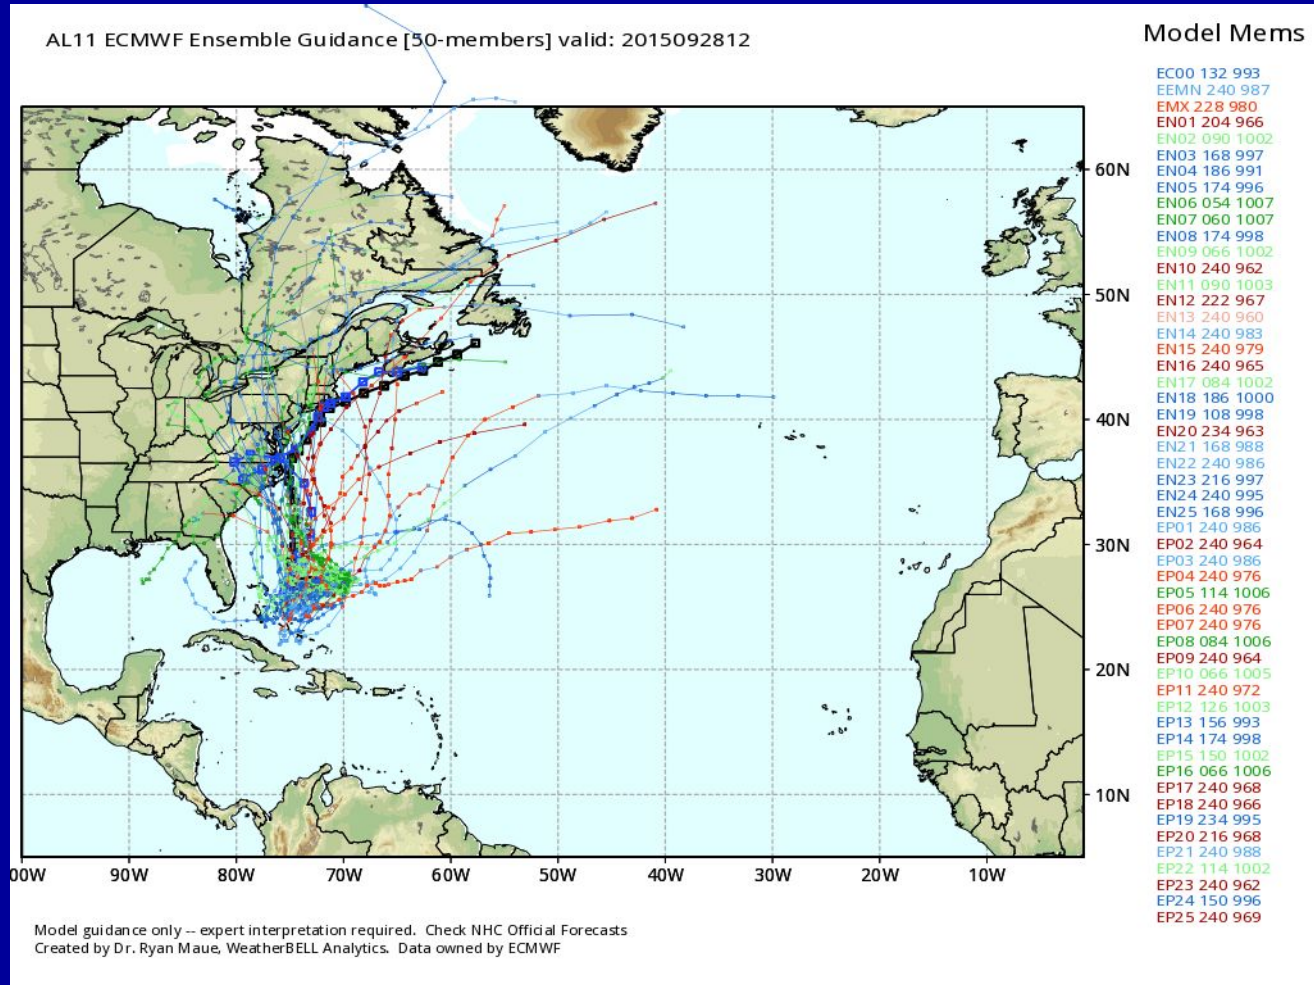 AL11 ECMWF Ensemble Guidance [50-members] valid: 2015092812
Model Mems
EC00 132 993
EEMN 240 987
EMX 228 980
EN01 204 966
EN02 090 1002
EN03 168 997
EN04 186 991
EN05 174 996
EN06 054 1007
EN07 060 1007
EN08 174 998
EN09 066 1002
EN10 240 962
EN11 090 1003
EN12 222 967
EN13 240 960
EN14 240 983
EN15 240 979
EN16 240 965
EN17 084 1002
EN18 186 1000
EN19 108 998
EN20 234 963
EN21 168 988
EN22 240 986
EN23 216 997
EN24 240 995
EN25 168 996
EP01 240 986
EP02 240 964
EP03 240 986
EP04 240 976
EP05 114 1006
EP06 240 976
EP07 240 976
EP08 084 1006
EP09 240 964
EP10 066 1005
EP11 240 972
EP12 126 1003
EP13 156 993
EP14 174 998
EP15 150 1002
EP16 066 1006
EP17 240 968
EP18 240 966
EP19 234 995
EP20 216 968
EP21 240 988
EP22 114 1002
EP23 240 962
EP24 150 996
EP25 240 969
60N
50N
40N
30N
20N
10N
00W 90W 80W 70W 60W 50W 40W 30W 20W 10W
Model guidance only -- expert interpretation required. Check NHC Official Forecasts
Created by Dr. Ryan Maue, WeatherBELL Analytics. Data owned by ECMWF